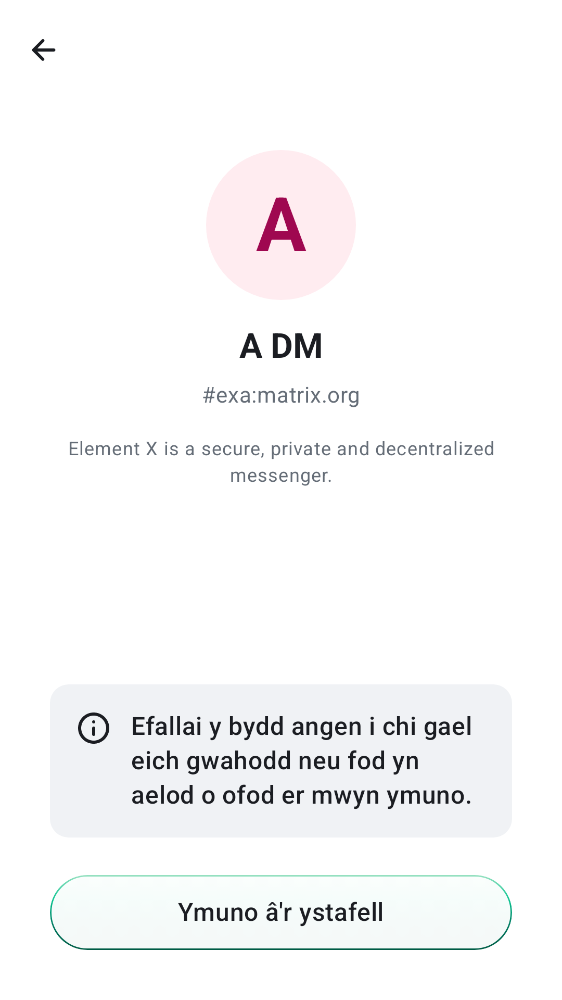 A
A DM
#exa:matrix.org
Element X is a secure, private and decentralized
messenger.
Efallai y bydd angen i chi gael
eich gwahodd neu fod yn
aelod o ofod er mwyn ymuno.
Ymuno â'r ystafell